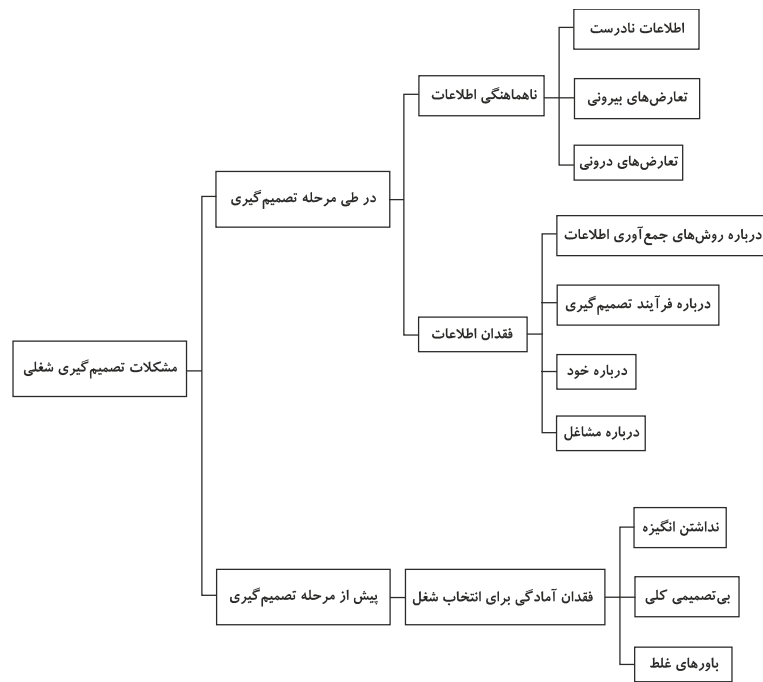 اطلاعات نادرست
ناهماهنگی اطلاعات
تعارض‌های بیرونی
تعارض‌های درونی
در طی مرحله تصمیم‌گیری
درباره روش‌های جمع‌آوری اطلاعات
درباره فرآیند تصمیم‌گیری
فقدان اطلاعات
درباره خود
مشکلات تصمیم‌گیری شغلی
درباره مشاغل
نداشتن انگیزه
پیش از مرحله تصمیم‌گیری
فقدان آمادگی برای انتخاب شغل
بی‌تصمیمی کلی
باورهای غلط